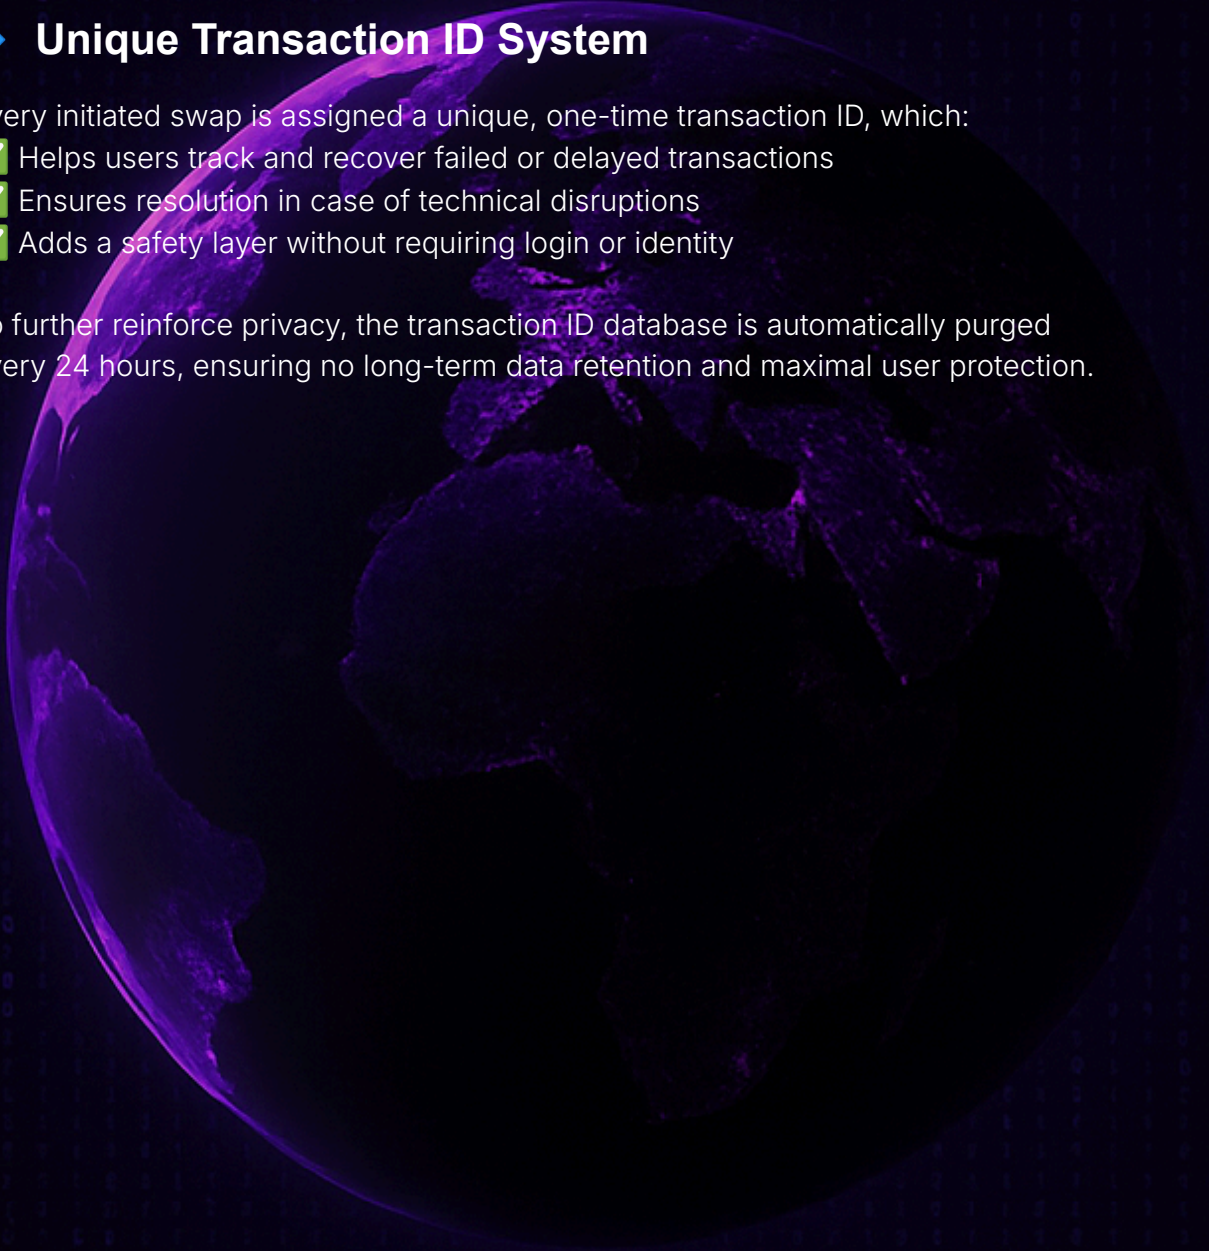 Unique Transaction ID System
very initiated swap is assigned a unique, one-time transaction ID, which:
✅ Helps users track and recover failed or delayed transactions
✅ Ensures resolution in case of technical disruptions
✅ Adds a safety layer without requiring login or identity
o further reinforce privacy, the transaction ID database is automatically purged
very 24 hours, ensuring no long-term data retention and maximal user protection.